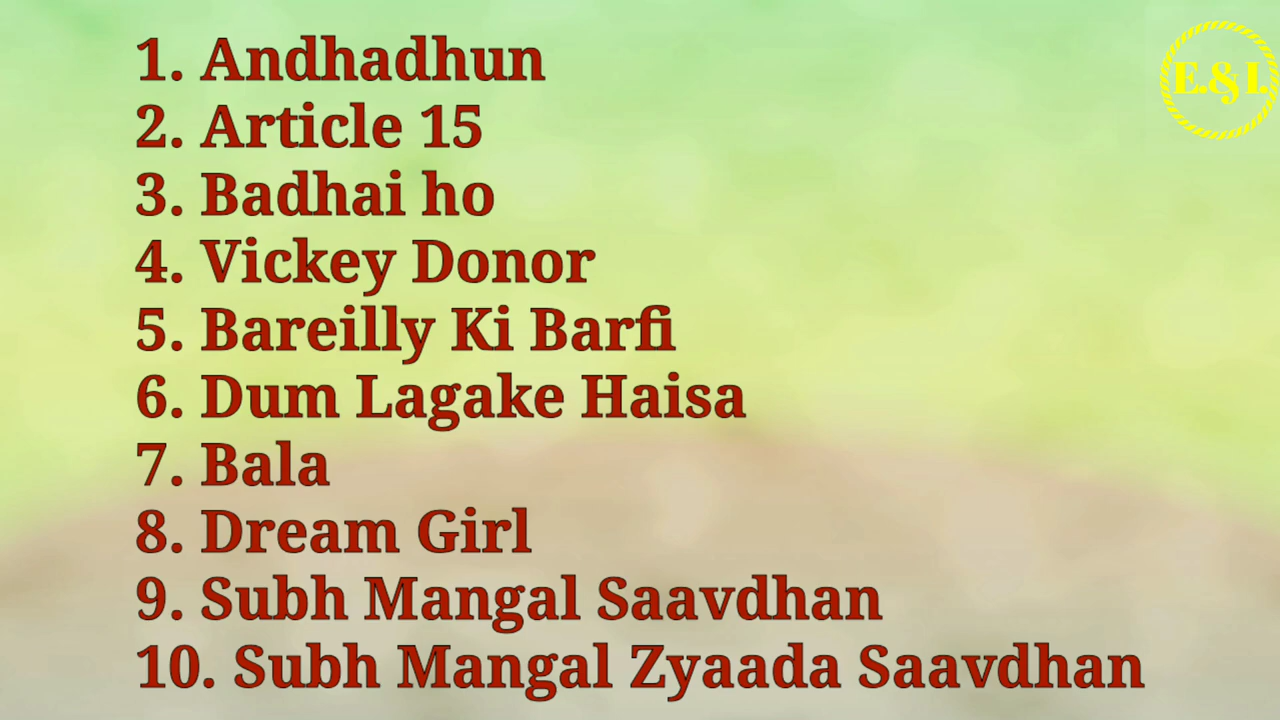 1. Andhadhun
2. Article 15
3. Badhai ho
4. Vickey Donor
5. Bareilly Ki Barfi
6. Dum Lagake Haisa
7. Bala
8. Dream Girl
9. Subh Mangal Saavdhan
10. Subh Mangal Zyaada Saavdhan
E.& I.